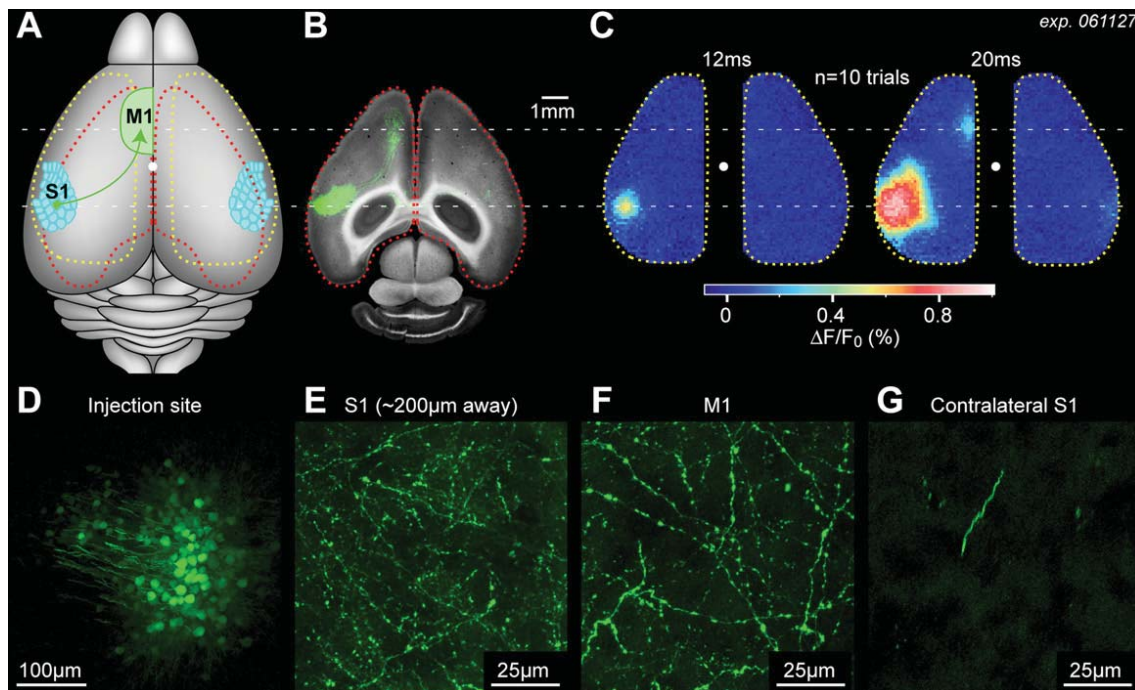 A
B
C
exp. 061127
12ms
20ms
n=10 trials
1mm
M1
S1
0
0.4
0.8
ΔF/F₀ (%)
D
Injection site
E
S1 (~200µm away)
F
M1
G
Contralateral S1
100µm
25µm
25µm
25µm